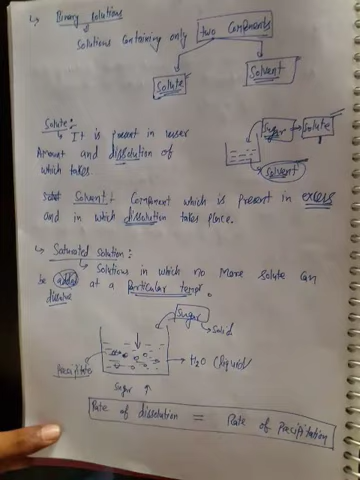 ↳ Binary solutions
Solutions containing only two Components
Solute
Solvent
Solute :
It is present in lesser
Amount and dissolution of
which takes
Sugar → Solute
Solvent
Solvent : Component which is present in excess
and in which dissolution takes place.
↳ Saturated Solution :
↳ Solutions in which no More solute can
be added at a particular tempr.
dissolve
Sugar
→ Solid
Precipitates
→ H2O (liquid)
Sugar ↑
Rate of dissolution = Rate of Precipitation